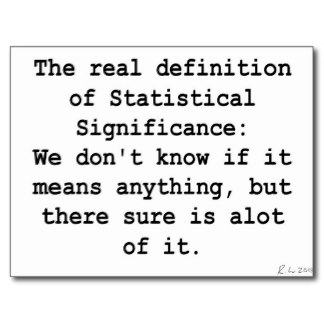 The real definition
of Statistical
Significance:
We don't know if it
means anything, but
there sure is alot
of it.